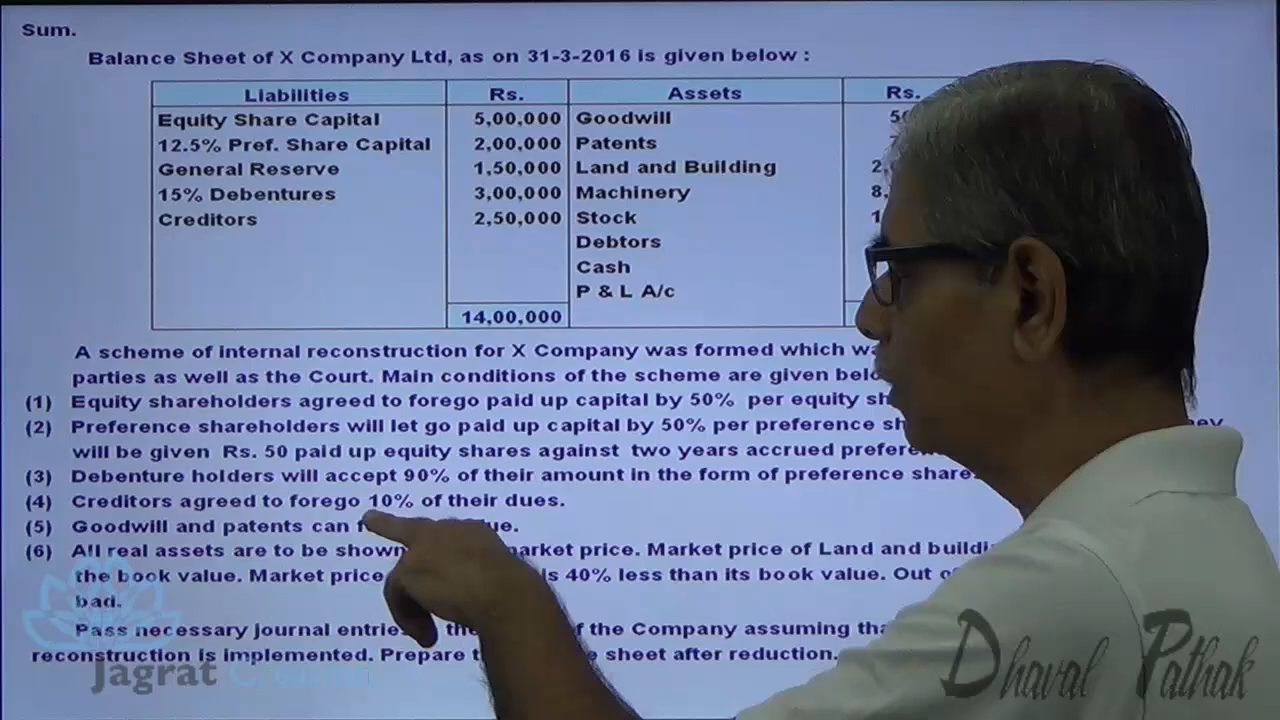 Sum.
Balance Sheet of X Company Ltd, as on 31-3-2016 is given below :
Liabilities Rs. Assets Rs.
Equity Share Capital 5,00,000 Goodwill
12.5% Pref. Share Capital 2,00,000 Patents
General Reserve 1,50,000 Land and Building
15% Debentures 3,00,000 Machinery
Creditors 2,50,000 Stock
Debtors
Cash
P & L A/c
14,00,000
A scheme of internal reconstruction for X Company was formed which
parties as well as the Court. Main conditions of the scheme are given
(1) Equity shareholders agreed to forego paid up capital by 50% per equity
(2) Preference shareholders will let go paid up capital by 50% per preference
will be given Rs. 50 paid up equity shares against two years accrued
(3) Debenture holders will accept 90% of their amount in the form of preference
(4) Creditors agreed to forego 10% of their dues.
(5) Goodwill and patents can
(6) All real assets are to be shown market price. Market price of Land and
the book value. Market price is 40% less than its book value. Out
bad.
Pass necessary journal the of the Company assuming
reconstruction is implemented. Prepare sheet after reduction.
Jagrat Creation
Dhaval Pathak